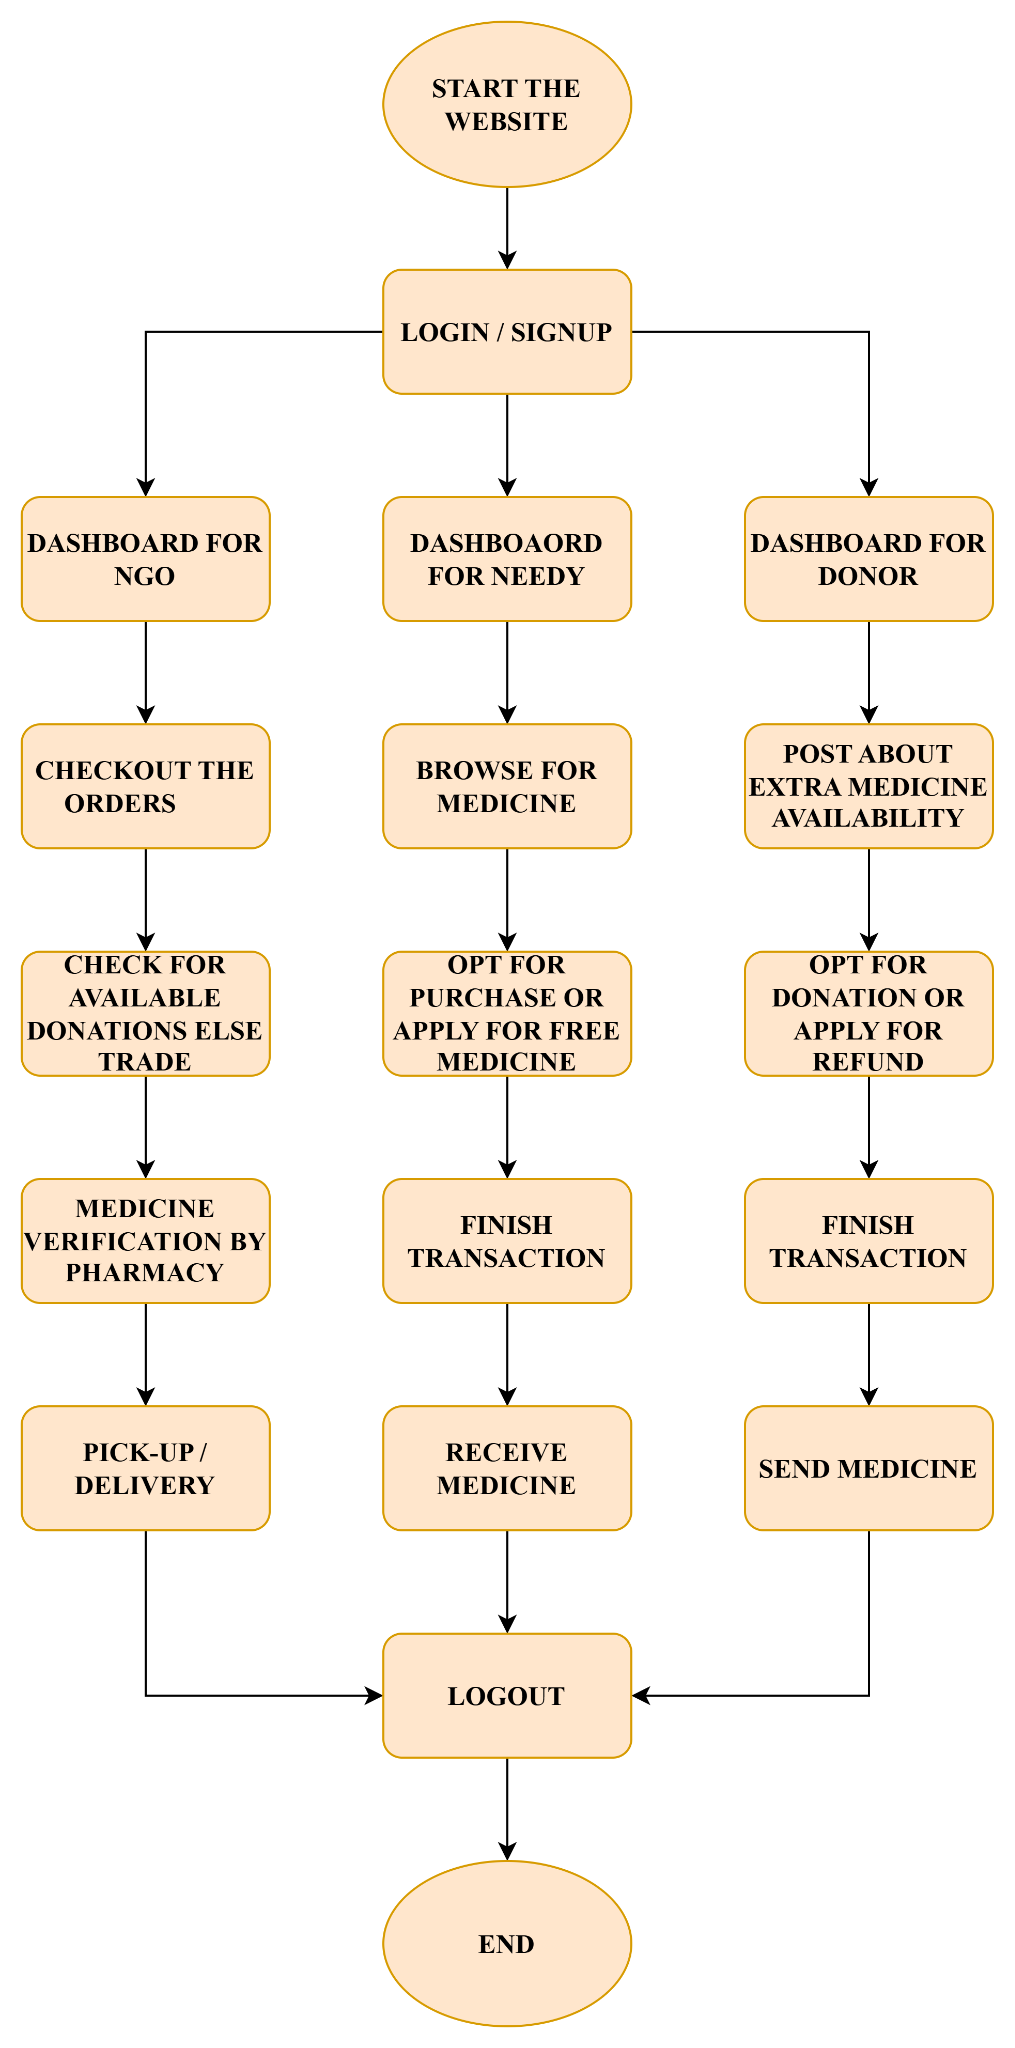 START THE
WEBSITE
LOGIN / SIGNUP
DASHBOARD FOR
NGO
DASHBOAORD
FOR NEEDY
DASHBOARD FOR
DONOR
CHECKOUT THE
ORDERS
BROWSE FOR
MEDICINE
POST ABOUT
EXTRA MEDICINE
AVAILABILITY
CHECK FOR
AVAILABLE
DONATIONS ELSE
TRADE
OPT FOR
PURCHASE OR
APPLY FOR FREE
MEDICINE
OPT FOR
DONATION OR
APPLY FOR
REFUND
MEDICINE
VERIFICATION BY
PHARMACY
FINISH
TRANSACTION
FINISH
TRANSACTION
PICK-UP /
DELIVERY
RECEIVE
MEDICINE
SEND MEDICINE
LOGOUT
END